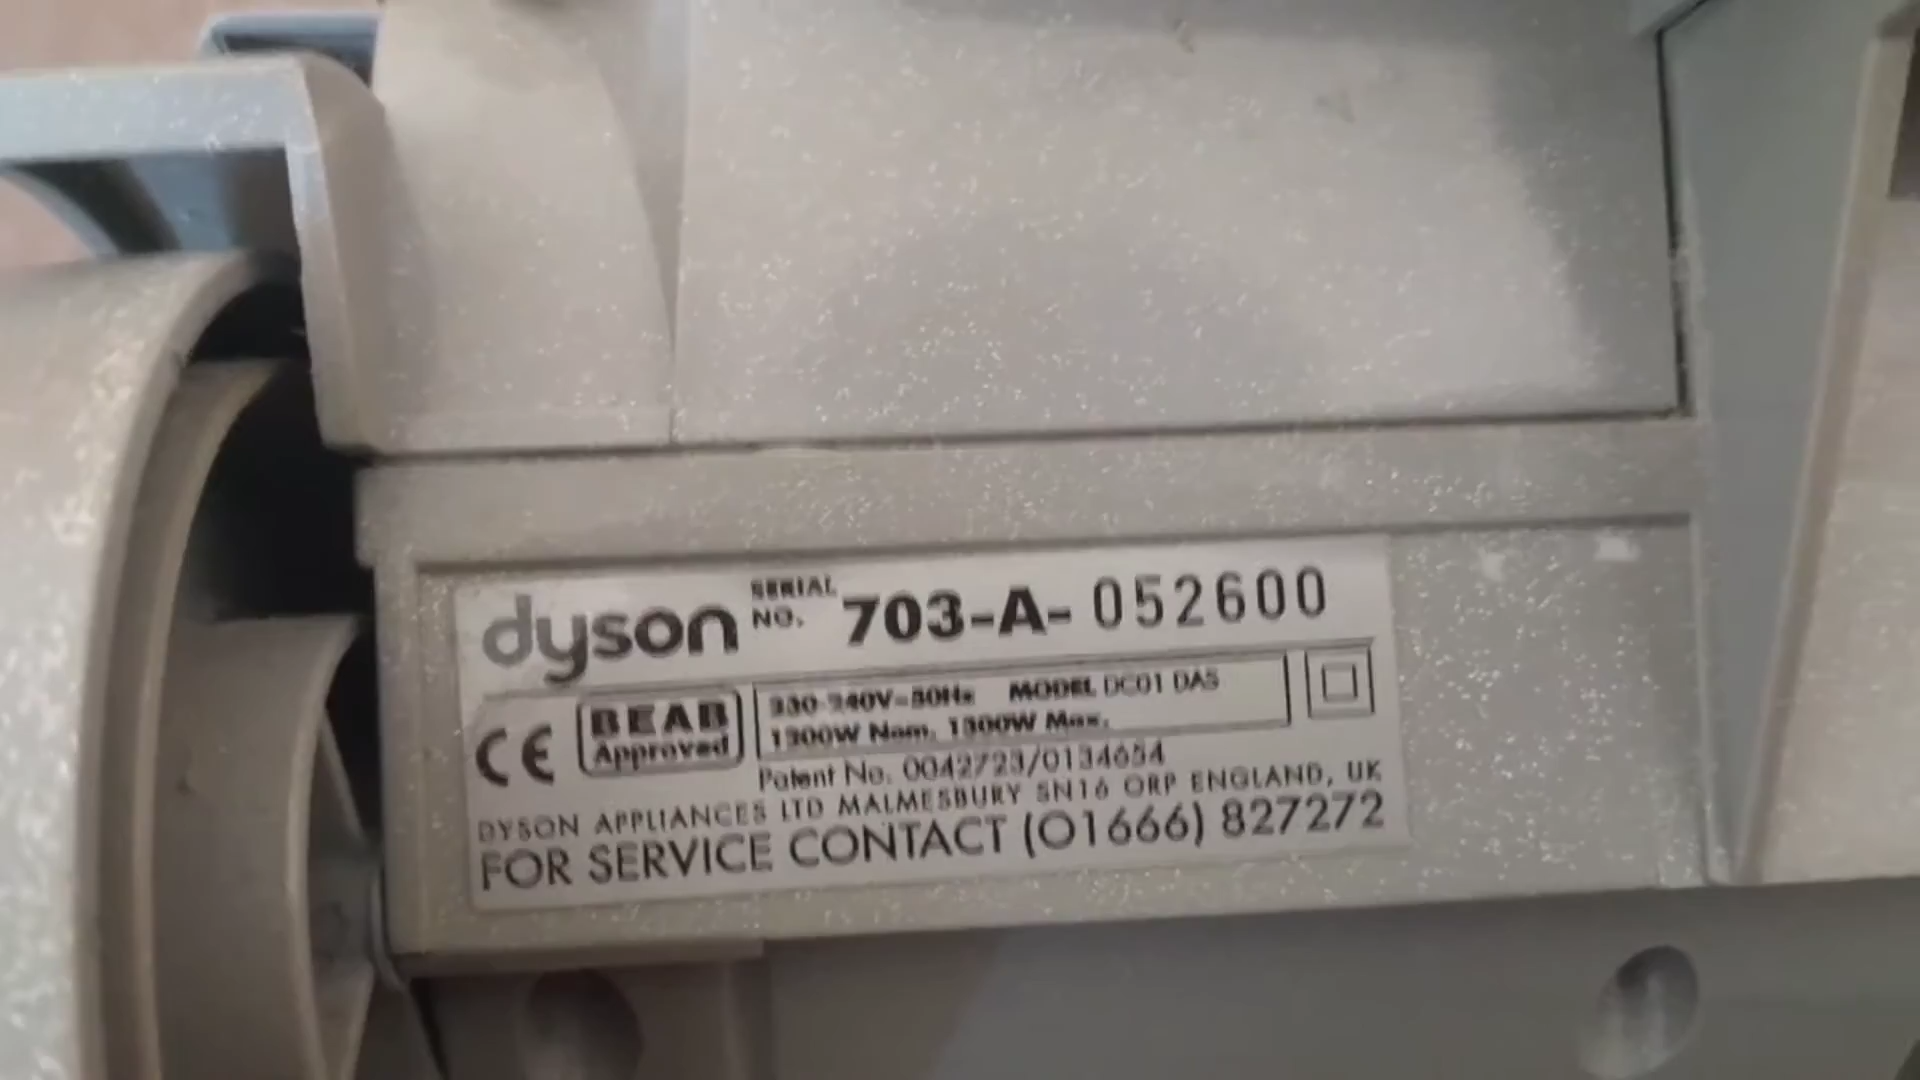 dyson SERIAL NO. 703-A-052600
CE BEAB Approved
230-240V~50Hz MODEL DC01 DAS
1200W Nom. 1300W Max.
Patent No. 0042723/0134654
DYSON APPLIANCES LTD MALMESBURY SN16 ORP ENGLAND, UK
FOR SERVICE CONTACT (01666) 827272